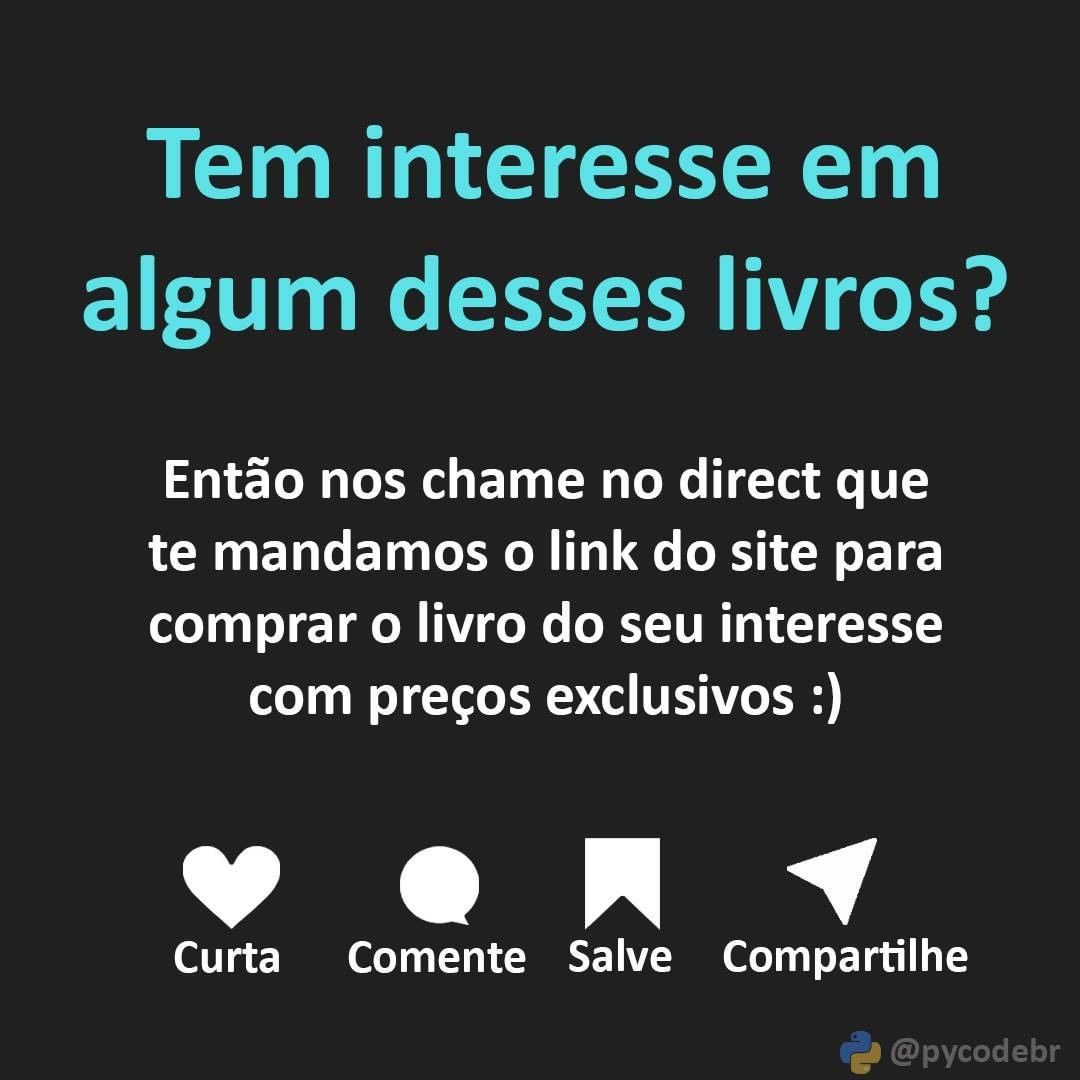 Tem interesse em
algum desses livros?
Então nos chame no direct que
te mandamos o link do site para
comprar o livro do seu interesse
com preços exclusivos :)
Curta Comente Salve Compartilhe
@pycodebr